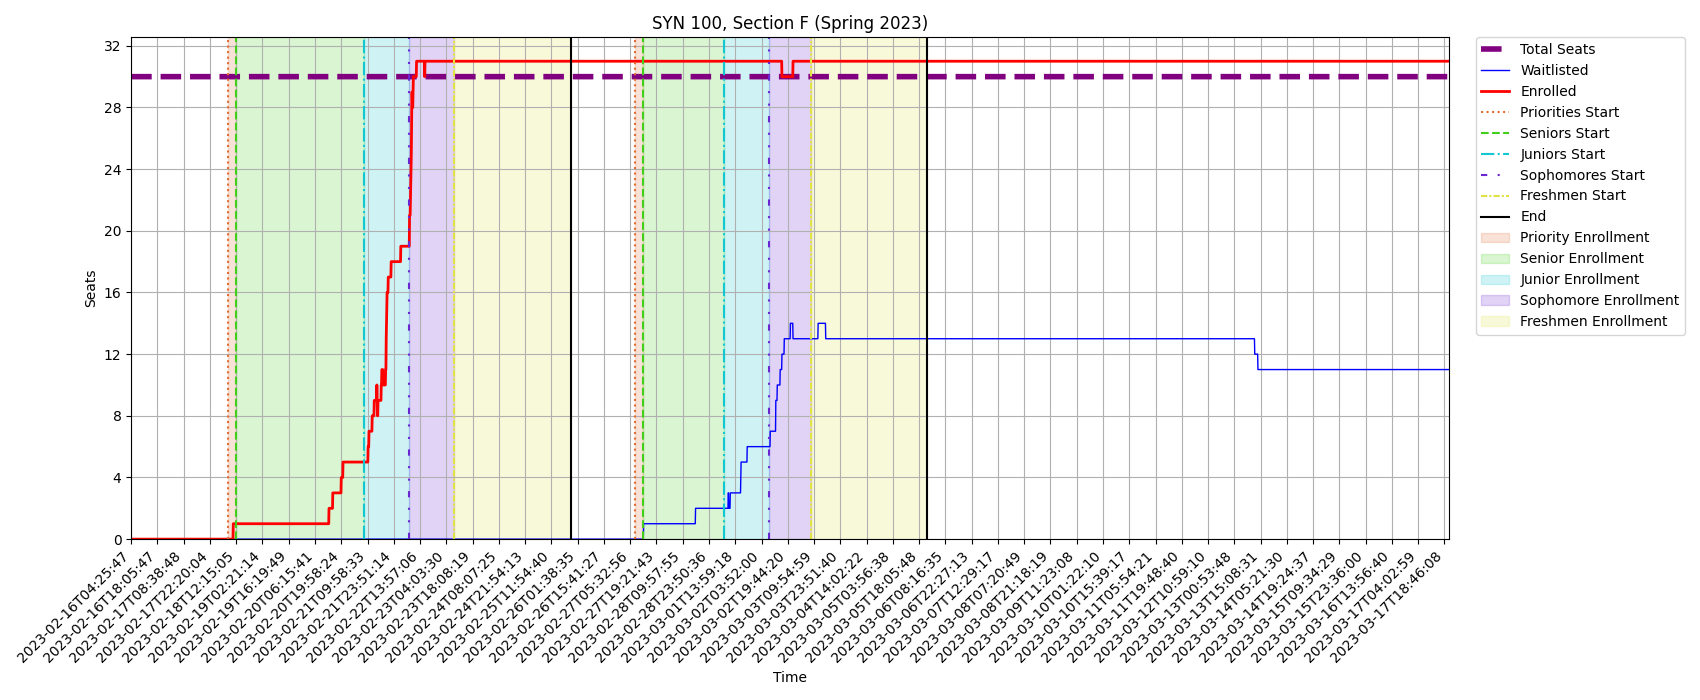 SYN 100, Section F (Spring 2023)
Seats
32
28
24
20
16
12
8
4
0
2023-02-16T04:25:47
2023-02-16T18:05:47
2023-02-17T08:38:48
2023-02-17T22:20:04
2023-02-18T12:15:05
2023-02-19T02:21:14
2023-02-19T16:19:49
2023-02-20T06:15:41
2023-02-20T19:58:24
2023-02-21T09:58:33
2023-02-21T23:51:14
2023-02-22T13:57:06
2023-02-23T04:03:30
2023-02-23T18:08:19
2023-02-24T08:07:25
2023-02-24T21:54:13
2023-02-25T11:54:40
2023-02-26T01:38:35
2023-02-26T15:41:27
2023-02-27T05:32:56
2023-02-27T19:21:43
2023-02-28T09:57:55
2023-02-28T23:50:36
2023-03-01T13:59:18
2023-03-02T03:52:00
2023-03-02T19:44:20
2023-03-03T09:54:59
2023-03-03T23:51:40
2023-03-04T14:02:22
2023-03-05T03:56:38
2023-03-05T18:05:48
2023-03-06T08:16:35
2023-03-06T22:27:13
2023-03-07T12:29:17
2023-03-08T07:20:49
2023-03-08T21:18:19
2023-03-09T11:23:08
2023-03-10T01:22:10
2023-03-10T15:39:17
2023-03-11T05:54:21
2023-03-11T19:48:40
2023-03-12T10:59:10
2023-03-13T00:53:48
2023-03-13T15:08:31
2023-03-14T05:21:30
2023-03-14T19:24:37
2023-03-15T09:34:29
2023-03-15T23:36:00
2023-03-16T13:56:40
2023-03-17T04:02:59
2023-03-17T18:46:08
Time
Total Seats
Waitlisted
Enrolled
Priorities Start
Seniors Start
Juniors Start
Sophomores Start
Freshmen Start
End
Priority Enrollment
Senior Enrollment
Junior Enrollment
Sophomore Enrollment
Freshmen Enrollment